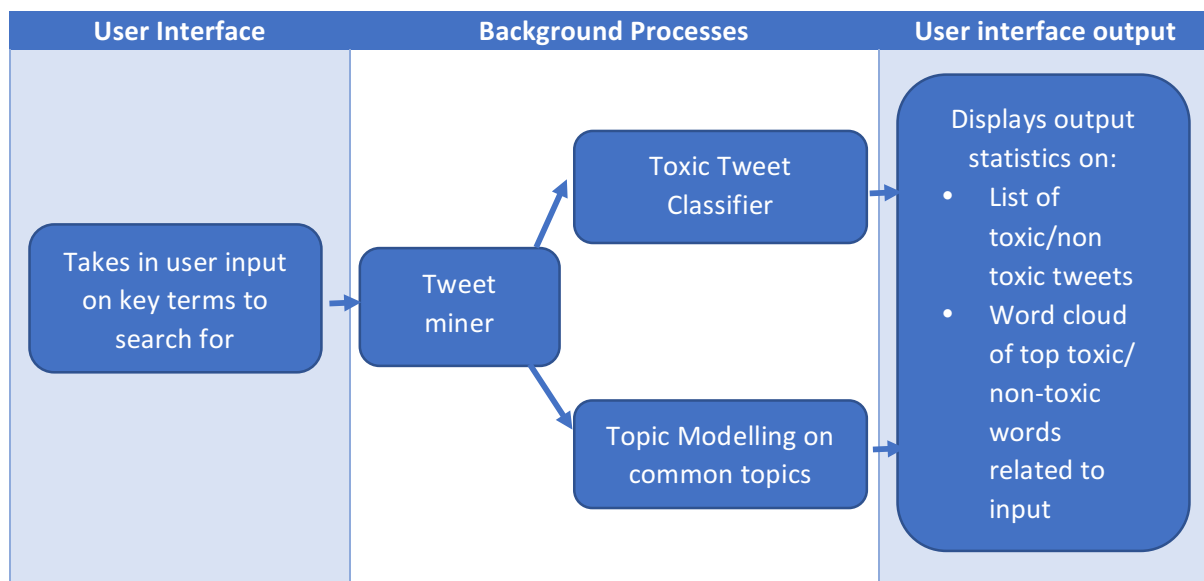 User Interface
Background Processes
User interface output
Takes in user input
on key terms to
search for
Tweet
miner
Toxic Tweet
Classifier
Topic Modelling on
common topics
Displays output
statistics on:
• List of
toxic/non
toxic tweets
• Word cloud
of top toxic/
non-toxic
words
related to
input